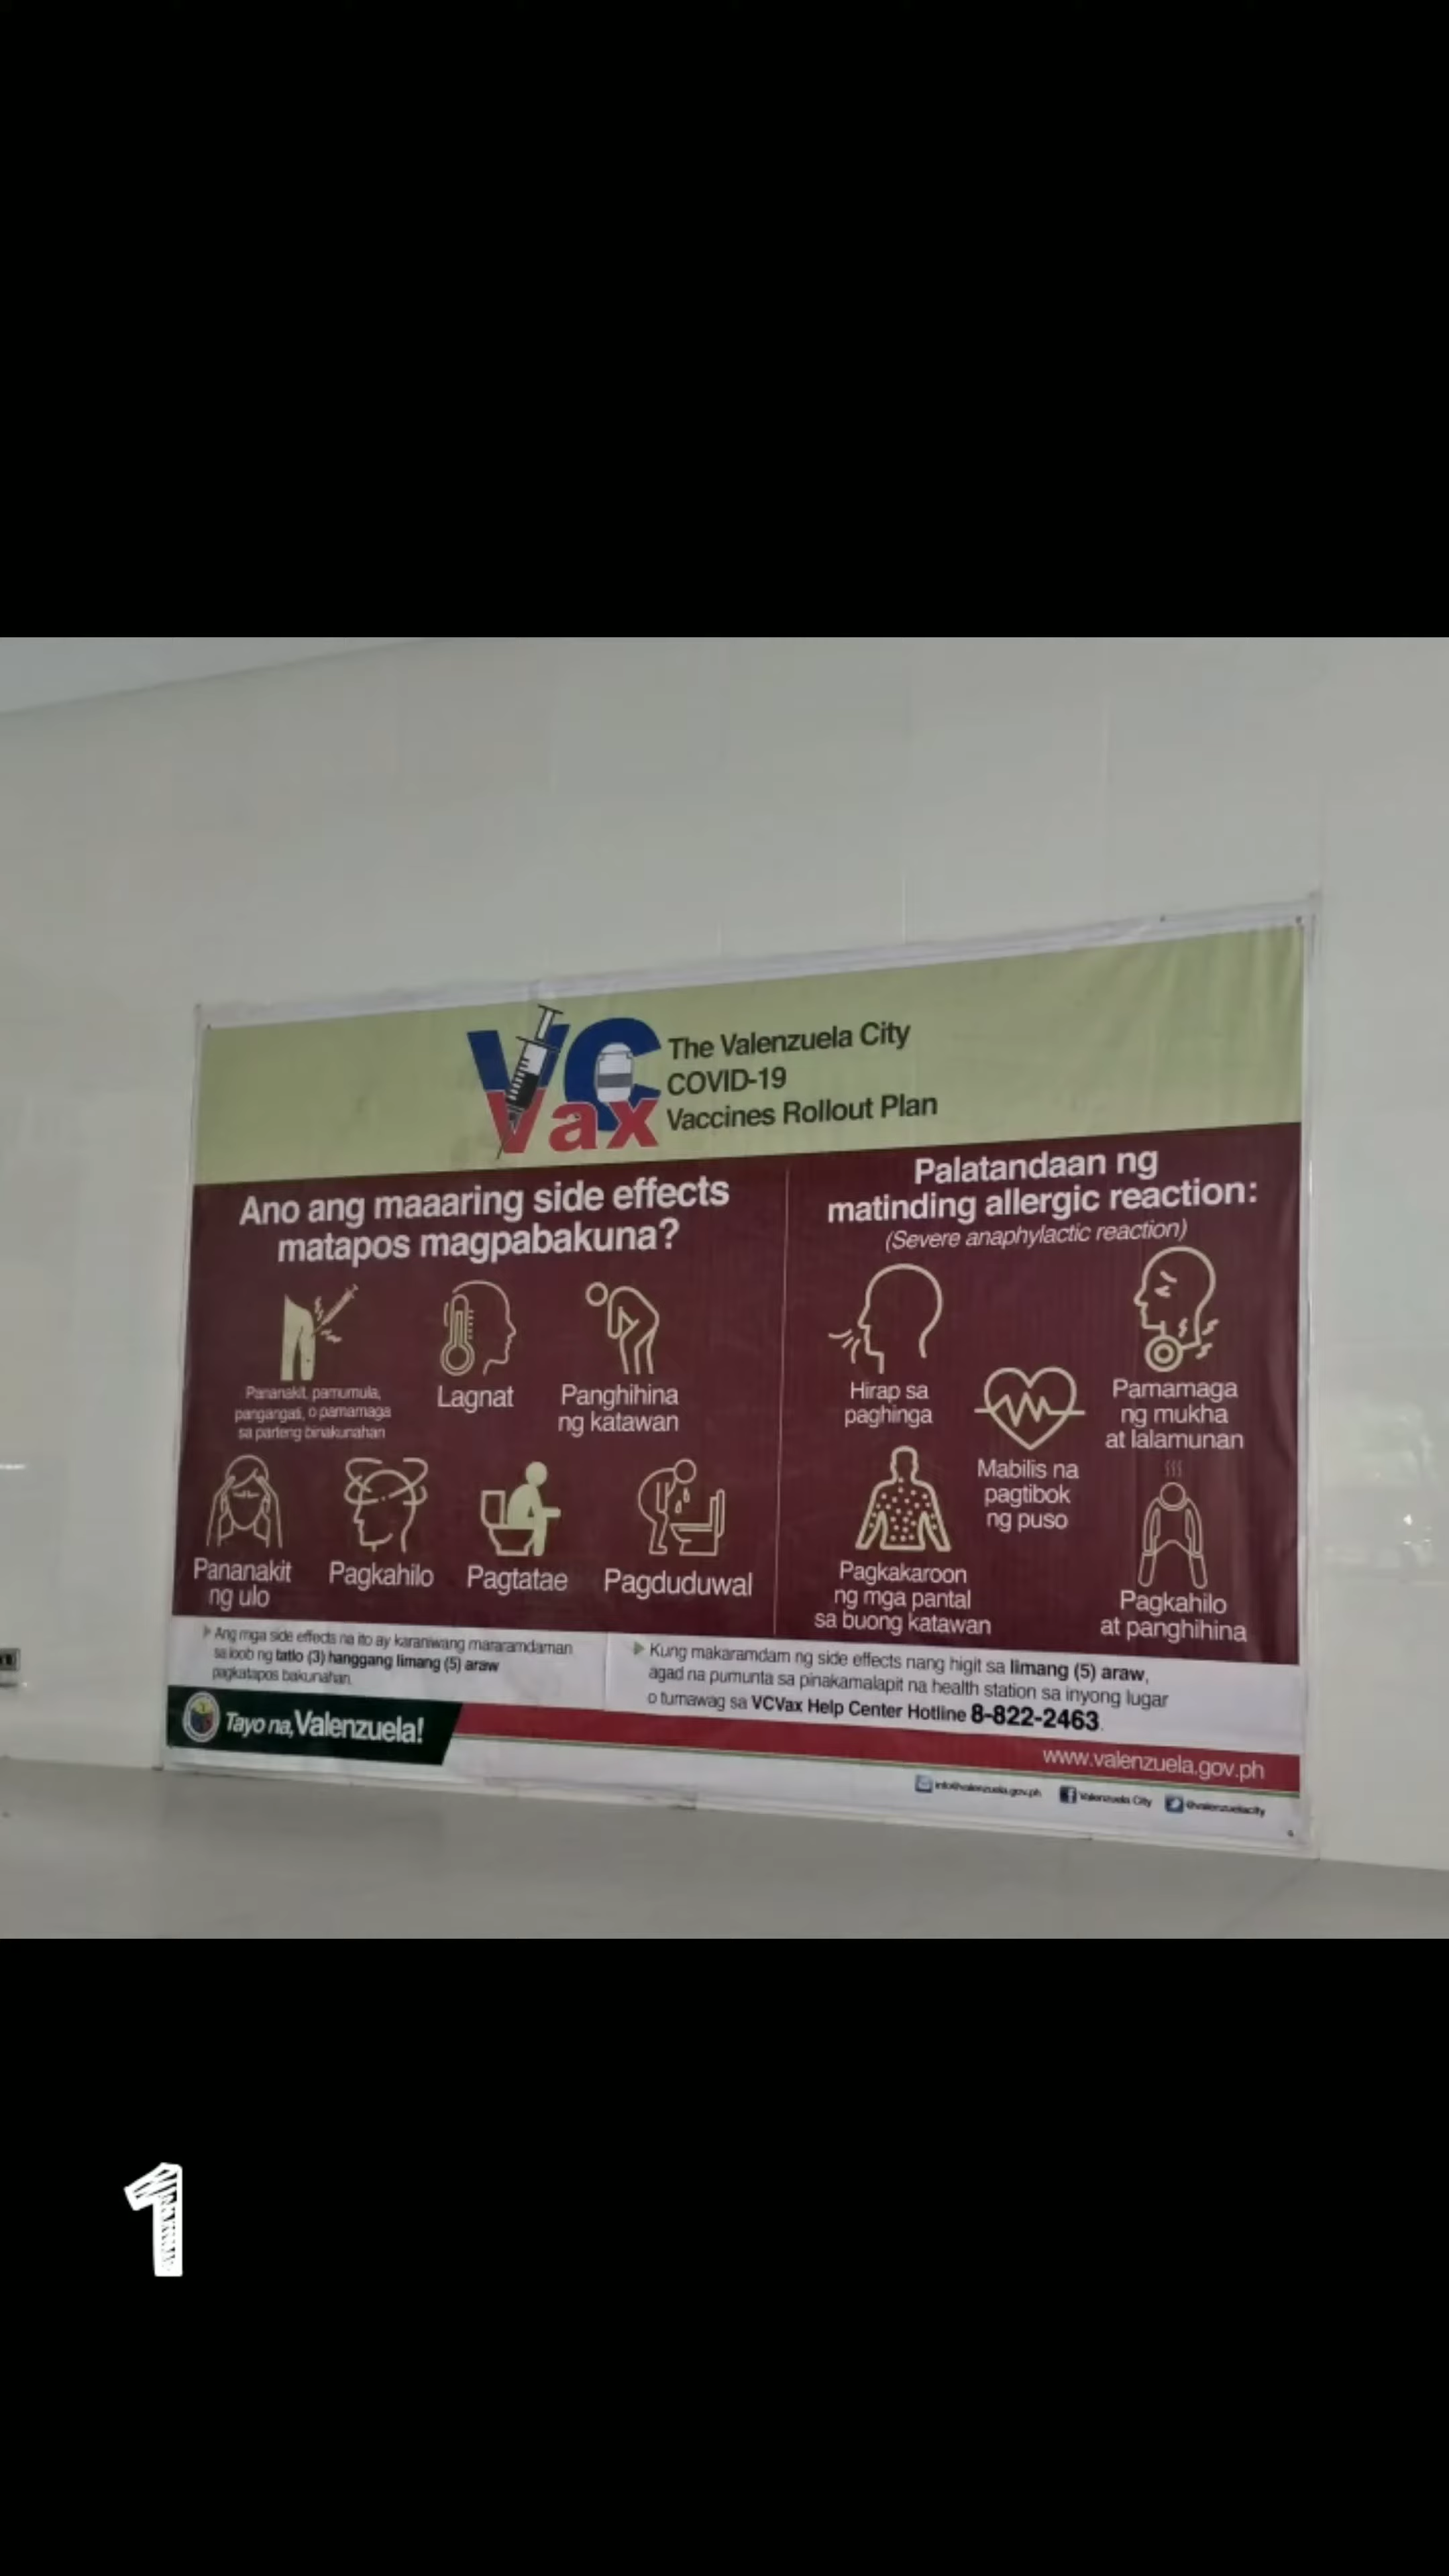 VC
Vax
The Valenzuela City
COVID-19
Vaccines Rollout Plan
Ano ang maaaring side effects
matapos magpabakuna?
Pananakit, pamumula,
pangangati, o pamamaga
sa parteng binakunahan
Lagnat
Panghihina
ng katawan
Pananakit
ng ulo
Pagkahilo
Pagtatae
Pagduduwal
Palatandaan ng
matinding allergic reaction:
(Severe anaphylactic reaction)
Hirap sa
paghinga
Mabilis na
pagtibok
ng puso
Pamamaga
ng mukha
at lalamunan
Pagkakaroon
ng mga pantal
sa buong katawan
Pagkahilo
at panghihina
Ang mga side effects na ito ay karaniwang mararamdaman
sa loob ng tatlo (3) hanggang limang (5) araw
pagkatapos bakunahan.
Kung makaramdam ng side effects nang higit sa limang (5) araw,
agad na pumunta sa pinakamalapit na health station sa inyong lugar
o tumawag sa VCVax Help Center Hotline 8-822-2463.
Tayo na, Valenzuela!
www.valenzuela.gov.ph
info@valenzuela.gov.ph
Valenzuela City
@valenzuelacity
1